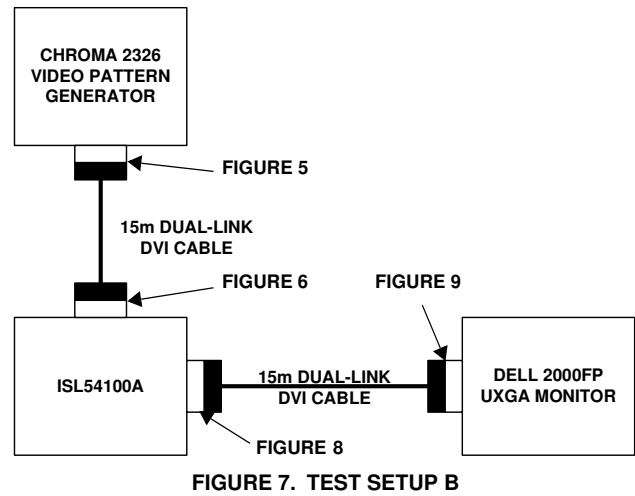 CHROMA 2326
VIDEO PATTERN
GENERATOR
FIGURE 5
15m DUAL-LINK
DVI CABLE
FIGURE 6
FIGURE 9
ISL54100A
15m DUAL-LINK
DVI CABLE
DELL 2000FP
UXGA MONITOR
FIGURE 8
FIGURE 7. TEST SETUP B